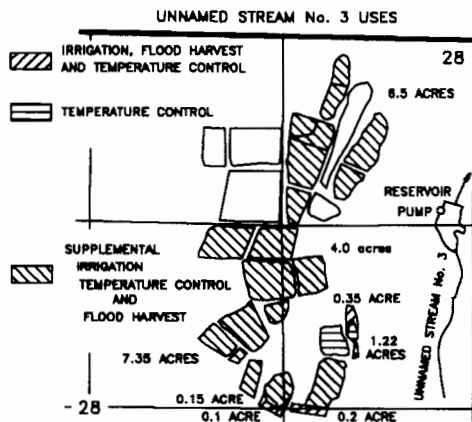 UNNAMED STREAM No. 3 USES
IRRIGATION, FLOOD HARVEST
AND TEMPERATURE CONTROL
28
6.5 ACRES
TEMPERATURE CONTROL
RESERVOIR
PUMP
SUPPLEMENTAL
IRRIGATION
TEMPERATURE CONTROL
AND
FLOOD HARVEST
4.0 acres
0.35 ACRE
1.22
ACRES
UNNAMED STREAM No. 3
7.35 ACRES
0.15 ACRE
0.1 ACRE
0.2 ACRE
28